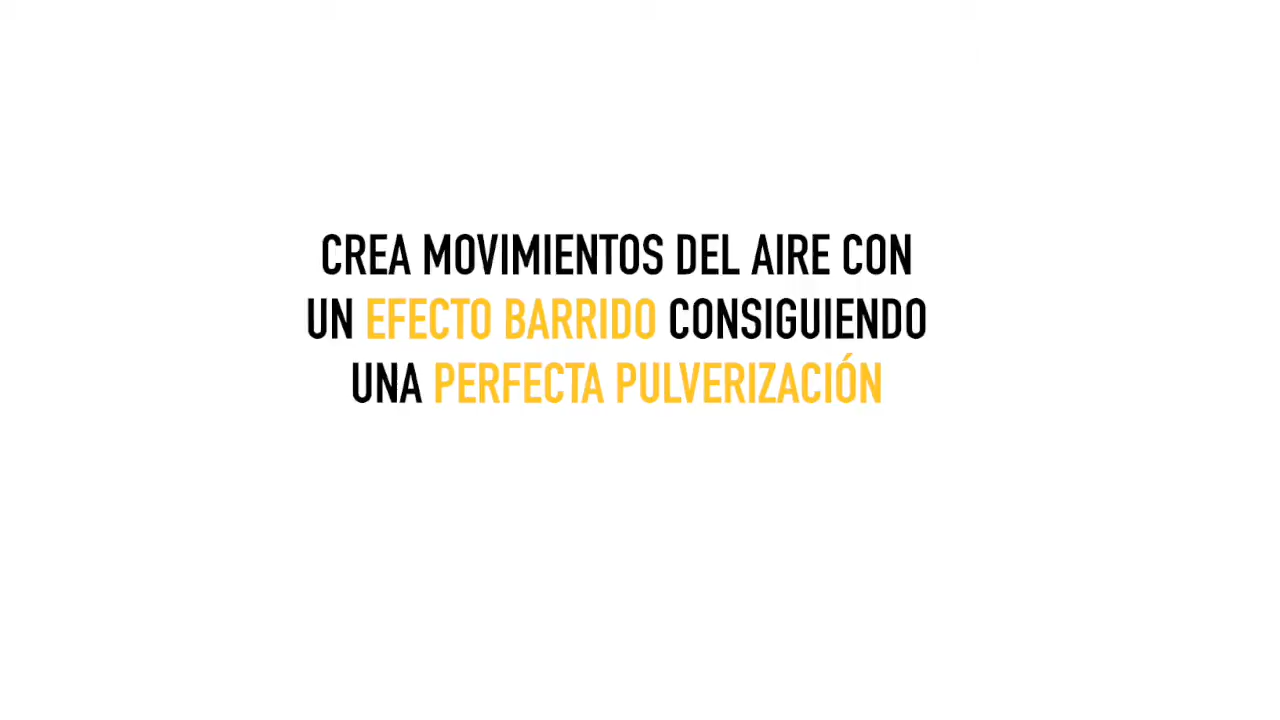 CREA MOVIMIENTOS DEL AIRE CON
UN EFECTO BARRIDO CONSIGUIENDO
UNA PERFECTA PULVERIZACIÓN